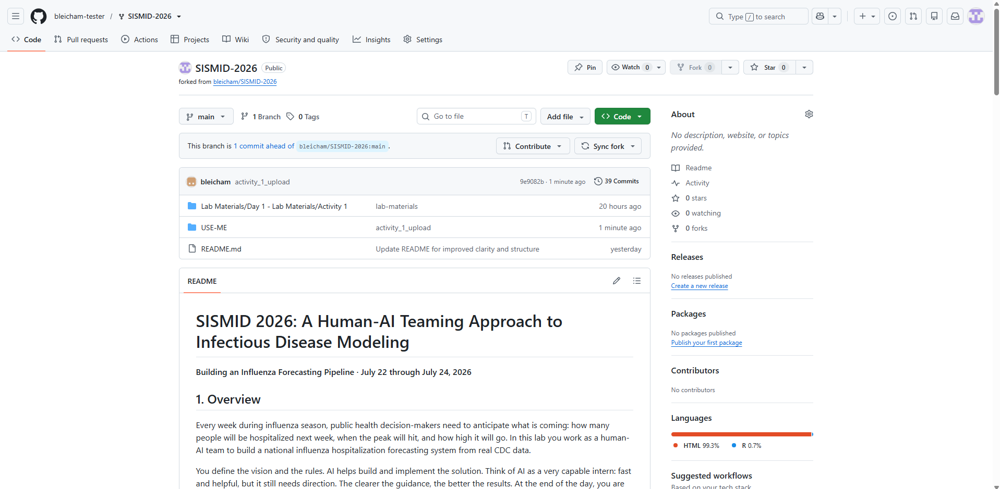 bleicham-tester / SISMID-2026
Type / to search
Code Pull requests Actions Projects Wiki Security and quality Insights Settings
SISMID-2026 Public
forked from bleicham/SISMID-2026
Pin Watch 0 Fork 0 Star 0
main 1 Branch 0 Tags
Go to file T Add file Code
This branch is 1 commit ahead of bleicham/SISMID-2026:main .
Contribute Sync fork
bleicham activity_1_upload 9e9082b · 1 minute ago 39 Commits
Lab Materials/Day 1 - Lab Materials/Activity 1 lab-materials 20 hours ago
USE-ME activity_1_upload 1 minute ago
README.md Update README for improved clarity and structure yesterday
README
SISMID 2026: A Human-AI Teaming Approach to
Infectious Disease Modeling
Building an Influenza Forecasting Pipeline · July 22 through July 24, 2026
1. Overview
Every week during influenza season, public health decision-makers need to anticipate what is coming: how many
people will be hospitalized next week, when the peak will hit, and how high it will go. In this lab you work as a human-
AI team to build a national influenza hospitalization forecasting system from real CDC data.
You define the vision and the rules. AI helps build and implement the solution. Think of AI as a very capable intern: fast
and helpful, but it still needs direction. The clearer the guidance, the better the results. At the end of the day, you are
About
No description, website, or topics
provided.
Readme
Activity
0 stars
0 watching
0 forks
Releases
No releases published
Create a new release
Packages
No packages published
Publish your first package
Contributors
No contributors
Languages
HTML 99.3% R 0.7%
Suggested workflows
Based on your tech stack